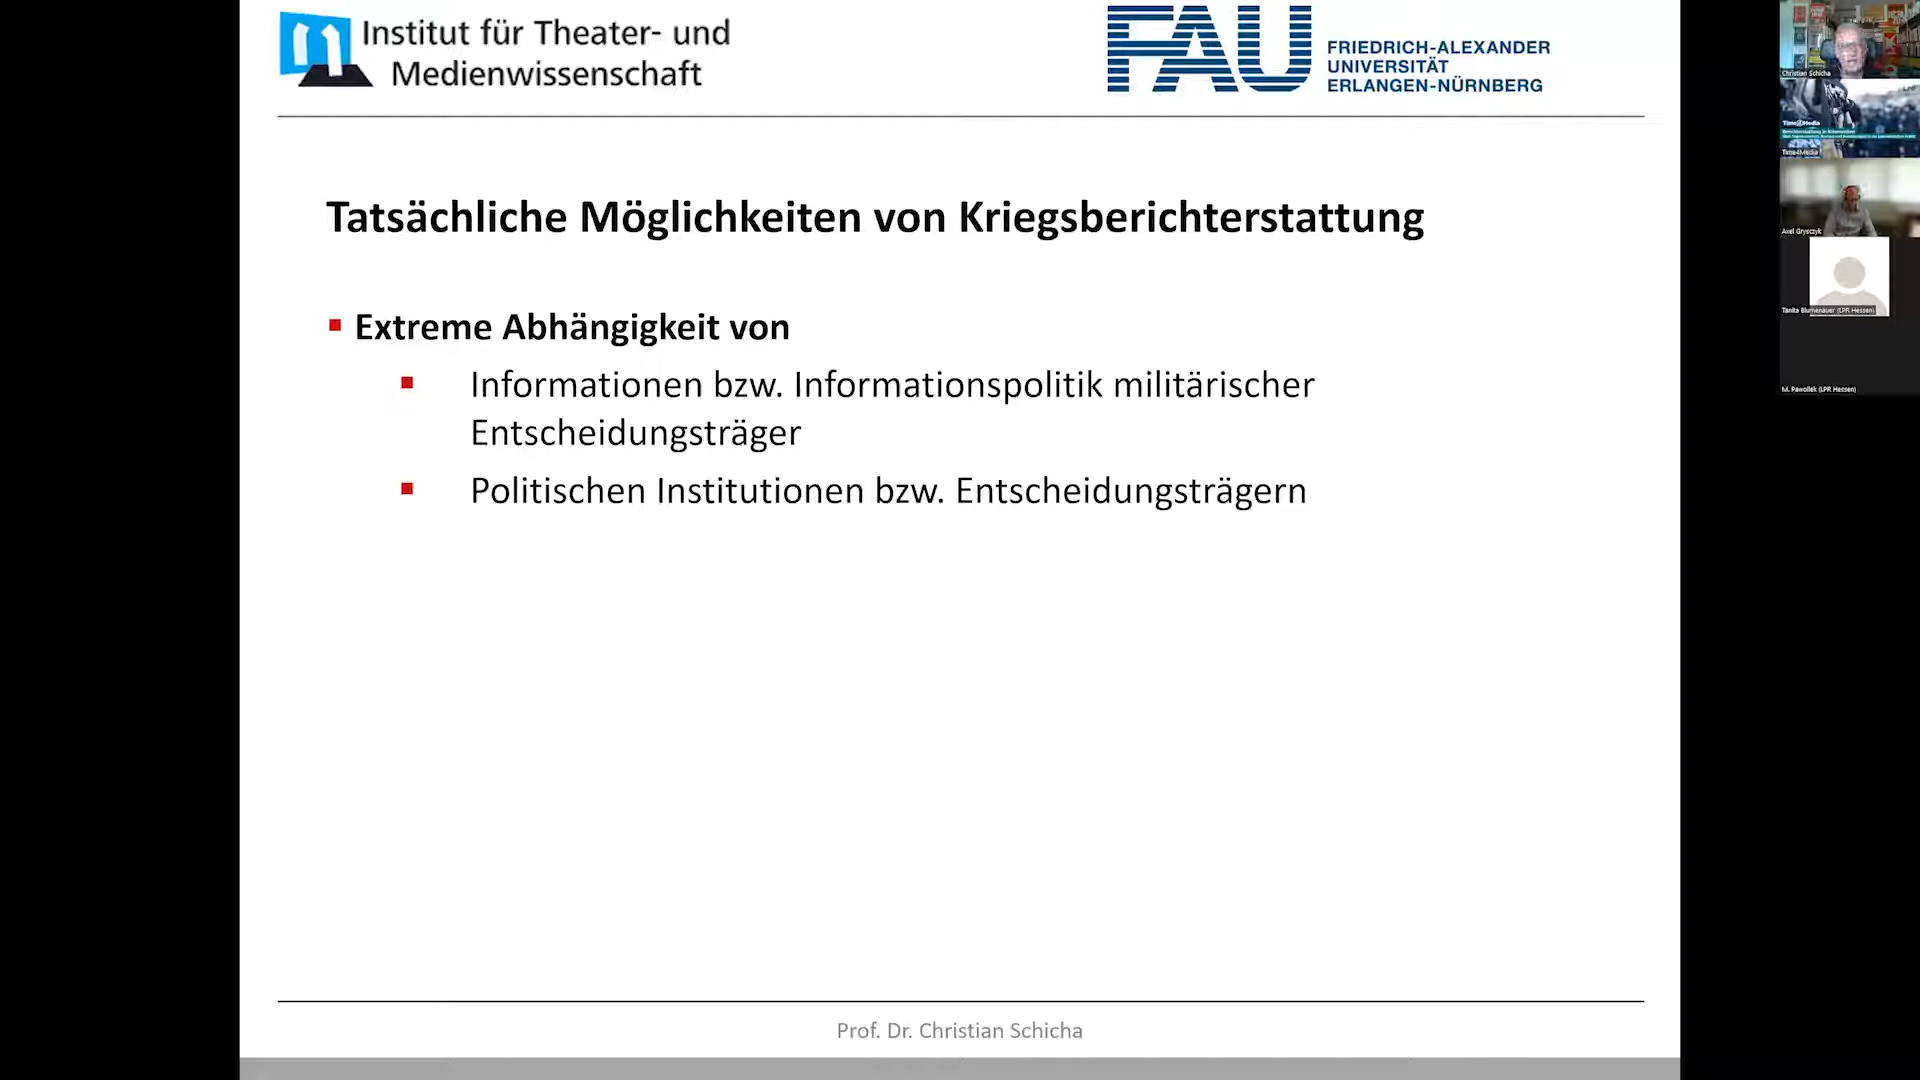 Institut für Theater- und
Medienwissenschaft
FAU
FRIEDRICH-ALEXANDER
UNIVERSITÄT
ERLANGEN-NÜRNBERG
Tatsächliche Möglichkeiten von Kriegsberichterstattung
Extreme Abhängigkeit von
Informationen bzw. Informationspolitik militärischer
Entscheidungsträger
Politischen Institutionen bzw. Entscheidungsträgern
Prof. Dr. Christian Schicha
Christian Schicha
Time4Media
Time4Media
Axel Grysczyk
Tanita Blumenauer (LPR Hessen)
M. Pawollek (LPR Hessen)